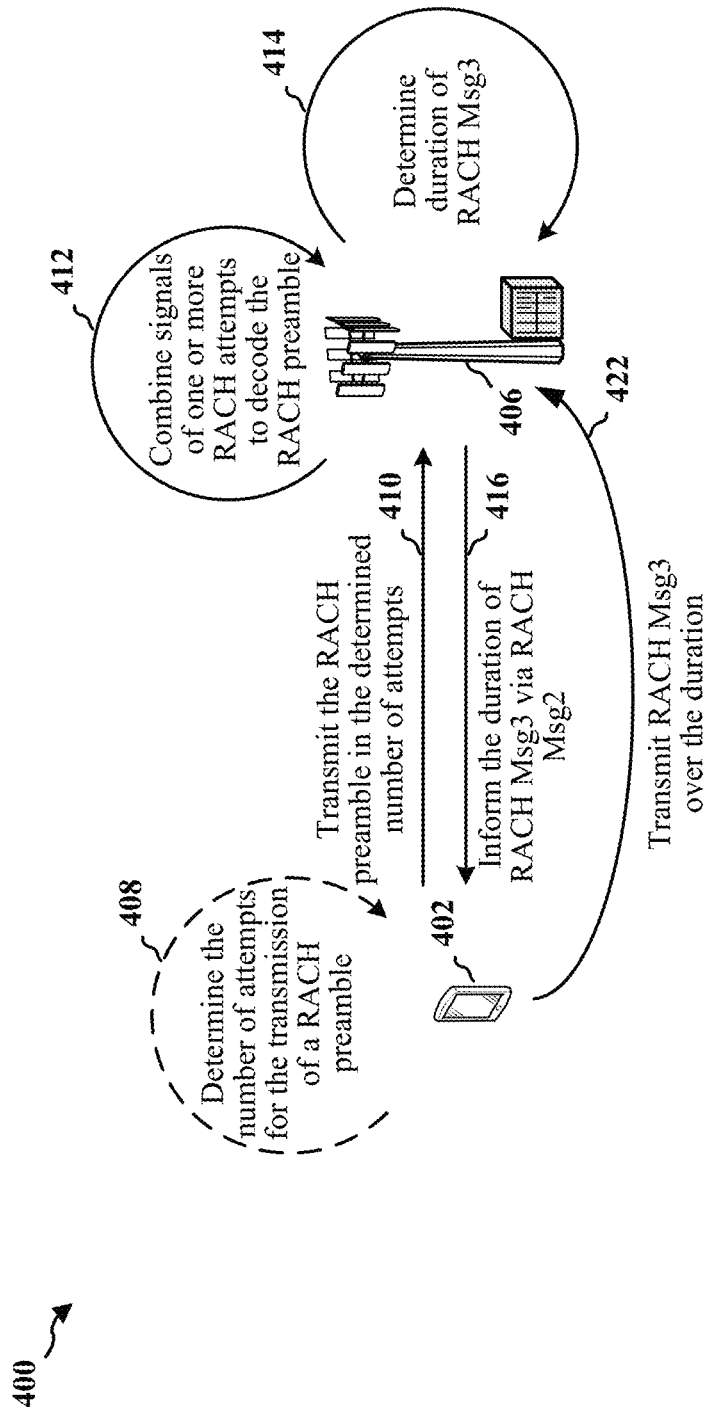 400
408
Determine the
number of attempts
for the transmission
of a RACH
preamble
402
Transmit the RACH
preamble in the determined
number of attempts
410
412
Combine signals
of one or more
RACH attempts
to decode the
RACH preamble
414
Determine
duration of
RACH Msg3
406
416
Inform the duration of
RACH Msg3 via RACH
Msg2
422
Transmit RACH Msg3
over the duration